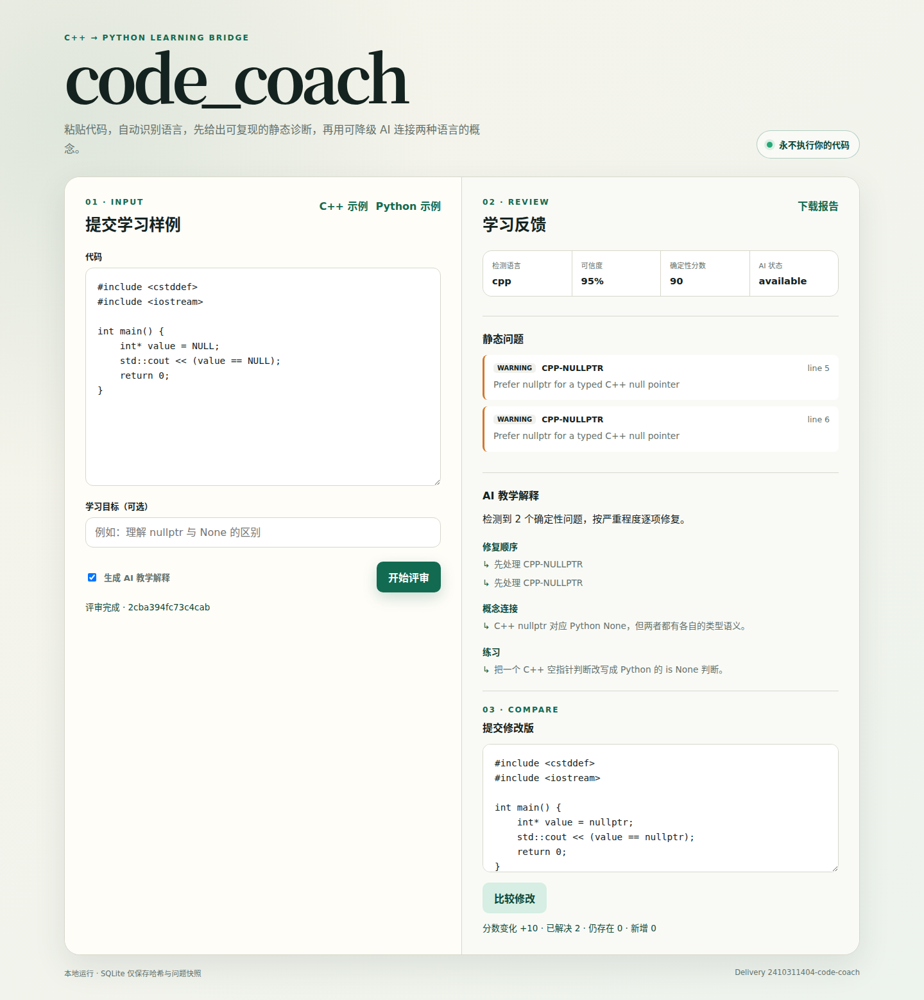 C++ → PYTHON LEARNING BRIDGE
code_coach
粘贴代码，自动识别语言，先给出可复现的静态诊断，再用可降级 AI 连接两种语言的概
念。
永不执行你的代码
01 · INPUT
提交学习样例
C++ 示例 Python 示例
代码
#include <cstddef>
#include <iostream>

int main() {
    int* value = NULL;
    std::cout << (value == NULL);
    return 0;
}
学习目标（可选）
例如：理解 nullptr 与 None 的区别
生成 AI 教学解释
开始评审
评审完成 · 2cba394fc73c4cab
02 · REVIEW
学习反馈
下载报告
检测语言
cpp
可信度
95%
确定性分数
90
AI 状态
available
静态问题
WARNING CPP-NULLPTR line 5
Prefer nullptr for a typed C++ null pointer
WARNING CPP-NULLPTR line 6
Prefer nullptr for a typed C++ null pointer
AI 教学解释
检测到 2 个确定性问题，按严重程度逐项修复。
修复顺序
↳ 先处理 CPP-NULLPTR
↳ 先处理 CPP-NULLPTR
概念连接
↳ C++ nullptr 对应 Python None，但两者都有各自的类型语义。
练习
↳ 把一个 C++ 空指针判断改写成 Python 的 is None 判断。
03 · COMPARE
提交修改版
#include <cstddef>
#include <iostream>

int main() {
    int* value = nullptr;
    std::cout << (value == nullptr);
    return 0;
}
比较修改
分数变化 +10 · 已解决 2 · 仍存在 0 · 新增 0
本地运行 · SQLite 仅保存哈希与问题快照
Delivery 2410311404-code-coach